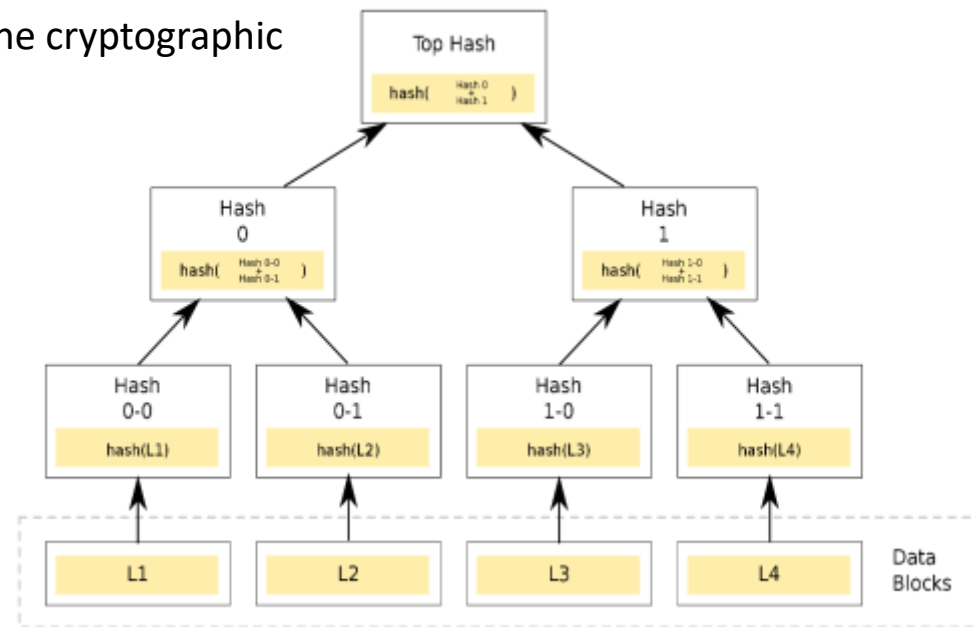 ne cryptographic
Top Hash
hash( Hash 0 + Hash 1 )
Hash
0
hash( Hash 0-0 + Hash 0-1 )
Hash
1
hash( Hash 1-0 + Hash 1-1 )
Hash
0-0
hash(L1)
Hash
0-1
hash(L2)
Hash
1-0
hash(L3)
Hash
1-1
hash(L4)
L1
L2
L3
L4
Data
Blocks